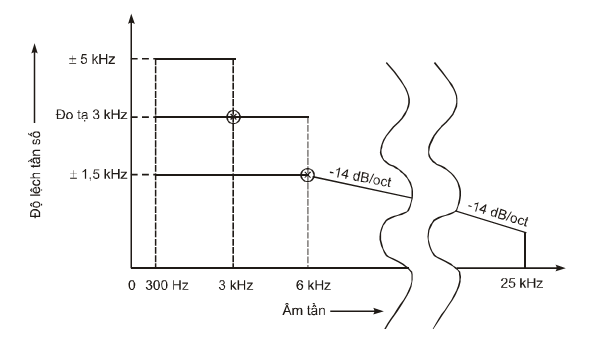 Độ lệch tần số
± 5 kHz
Đo tạ 3 kHz
± 1,5 kHz
-14 dB/oct
-14 dB/oct
0 300 Hz 3 kHz 6 kHz 25 kHz
Âm tần